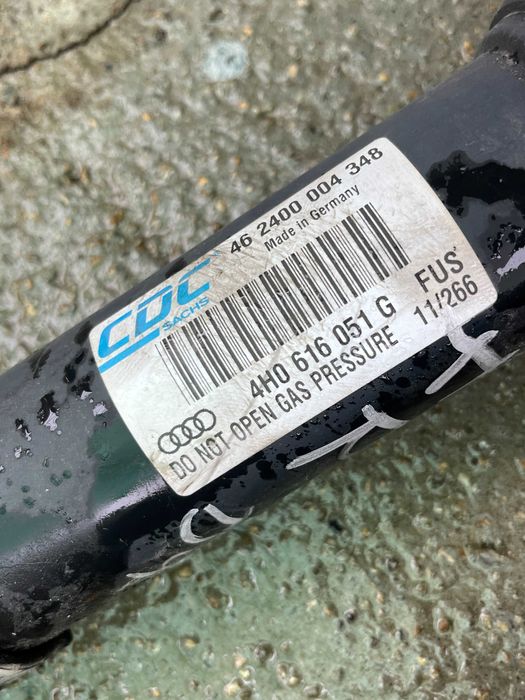 46 2400 004 348
Made in Germany
CDC
SACHS
4H0 616 051 G
FUS
11/266
DO NOT OPEN GAS PRESSURE